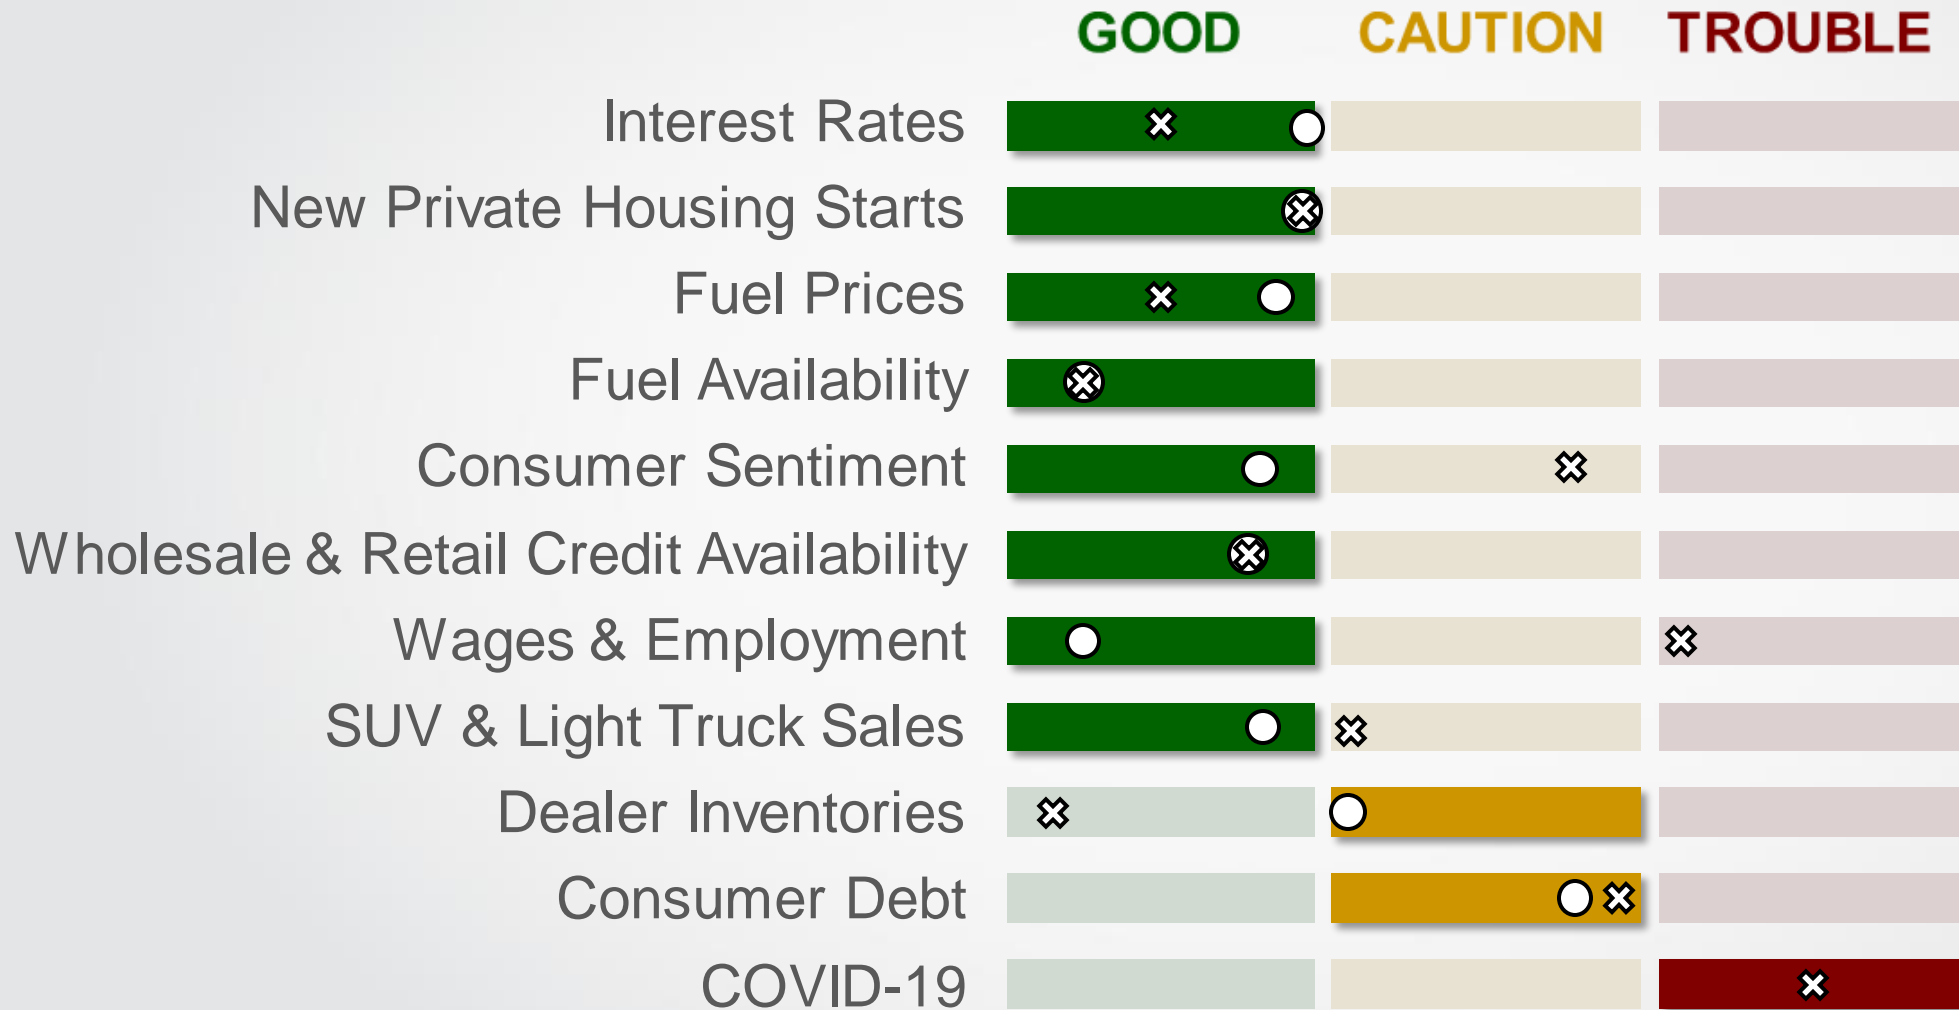 GOOD CAUTION TROUBLE
Interest Rates
New Private Housing Starts
Fuel Prices
Fuel Availability
Consumer Sentiment
Wholesale & Retail Credit Availability
Wages & Employment
SUV & Light Truck Sales
Dealer Inventories
Consumer Debt
COVID-19